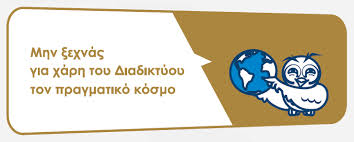 Μην ξεχνάς
για χάρη του Διαδικτύου
τον πραγματικό κόσμο